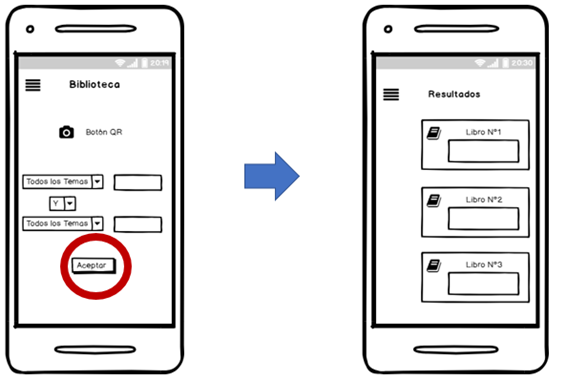 20:19
Biblioteca
Botón QR
Todos los Temas
Y
Todos los Temas
Aceptar
20:30
Resultados
Libro N°1
Libro N°2
Libro N°3